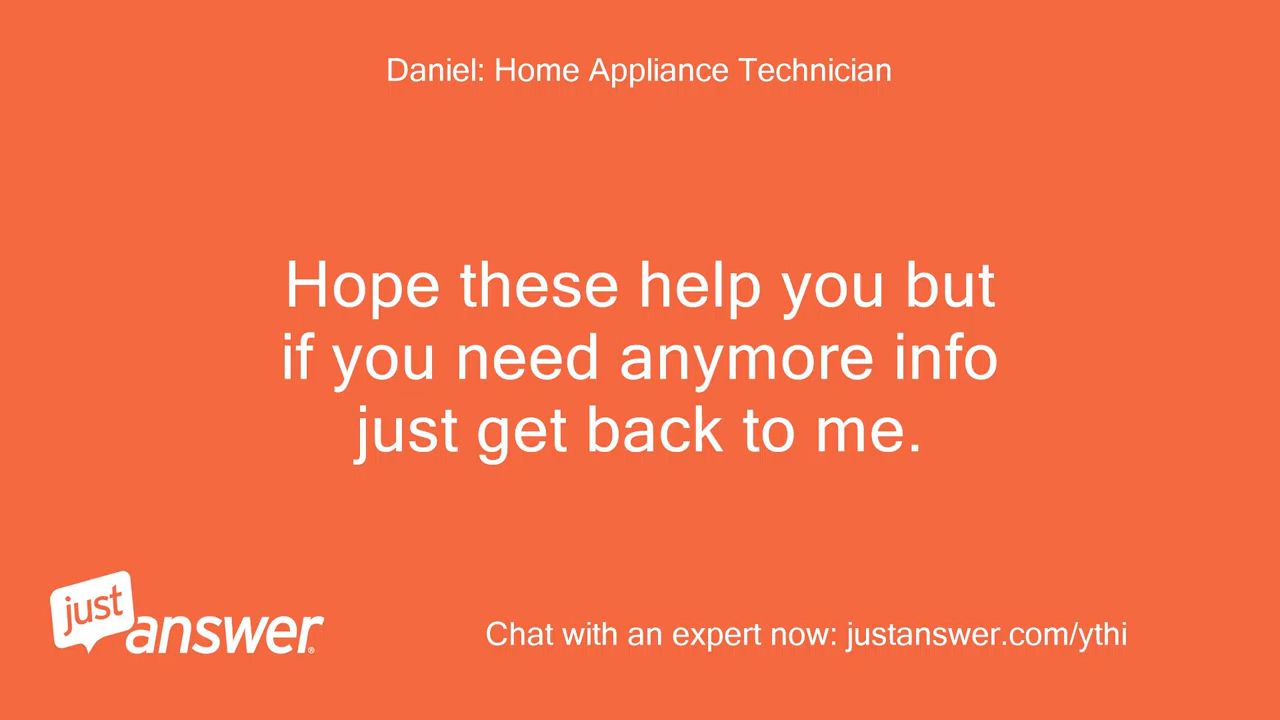 Daniel: Home Appliance Technician
Hope these help you but
if you need anymore info
just get back to me.
just
answer®
Chat with an expert now: justanswer.com/ythi